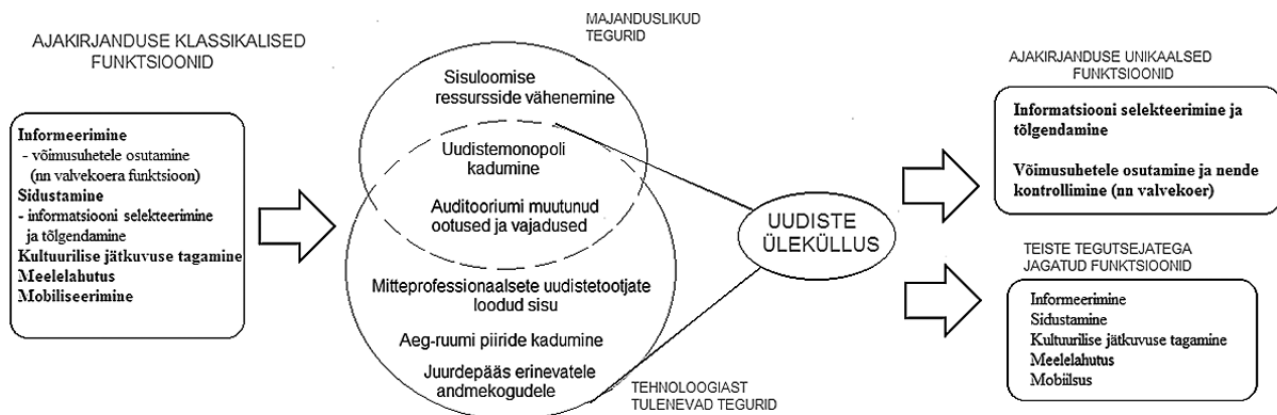 AJAKIRJANDUSE KLASSIKALISED
FUNKTSIOONID
Informeerimine
- võimusuhetele osutamine
(nn valvekoera funktsioon)
Sidustamine
- informatsiooni selekteerimine
ja tõlgendamine
Kultuurilise jätkuvuse tagamine
Meelelahutus
Mobiliseerimine
MAJANDUSLIKUD
TEGURID
Sisuloomise
ressursside vähenemine
Uudistemonopoli
kadumine
Auditooriumi muutunud
ootused ja vajadused
Mitteprofessionaalsete uudistetootjate
loodud sisu
Aeg-ruumi piiride kadumine
Juurdepääs erinevatele
andmekogudele
TEHNOLOOGIAST
TULENEVAD TEGURID
UUDISTE
ÜLEKÜLLUS
AJAKIRJANDUSE UNIKAALSED
FUNKTSIOONID
Informatsiooni selekteerimine ja
tõlgendamine
Võimusuhetele osutamine ja nende
kontrollimine (nn valvekoer)
TEISTE TEGUTSEJATEGA
JAGATUD FUNKTSIOONID
Informeerimine
Sidustamine
Kultuurilise jätkuvuse tagamine
Meelelahutus
Mobiilsus